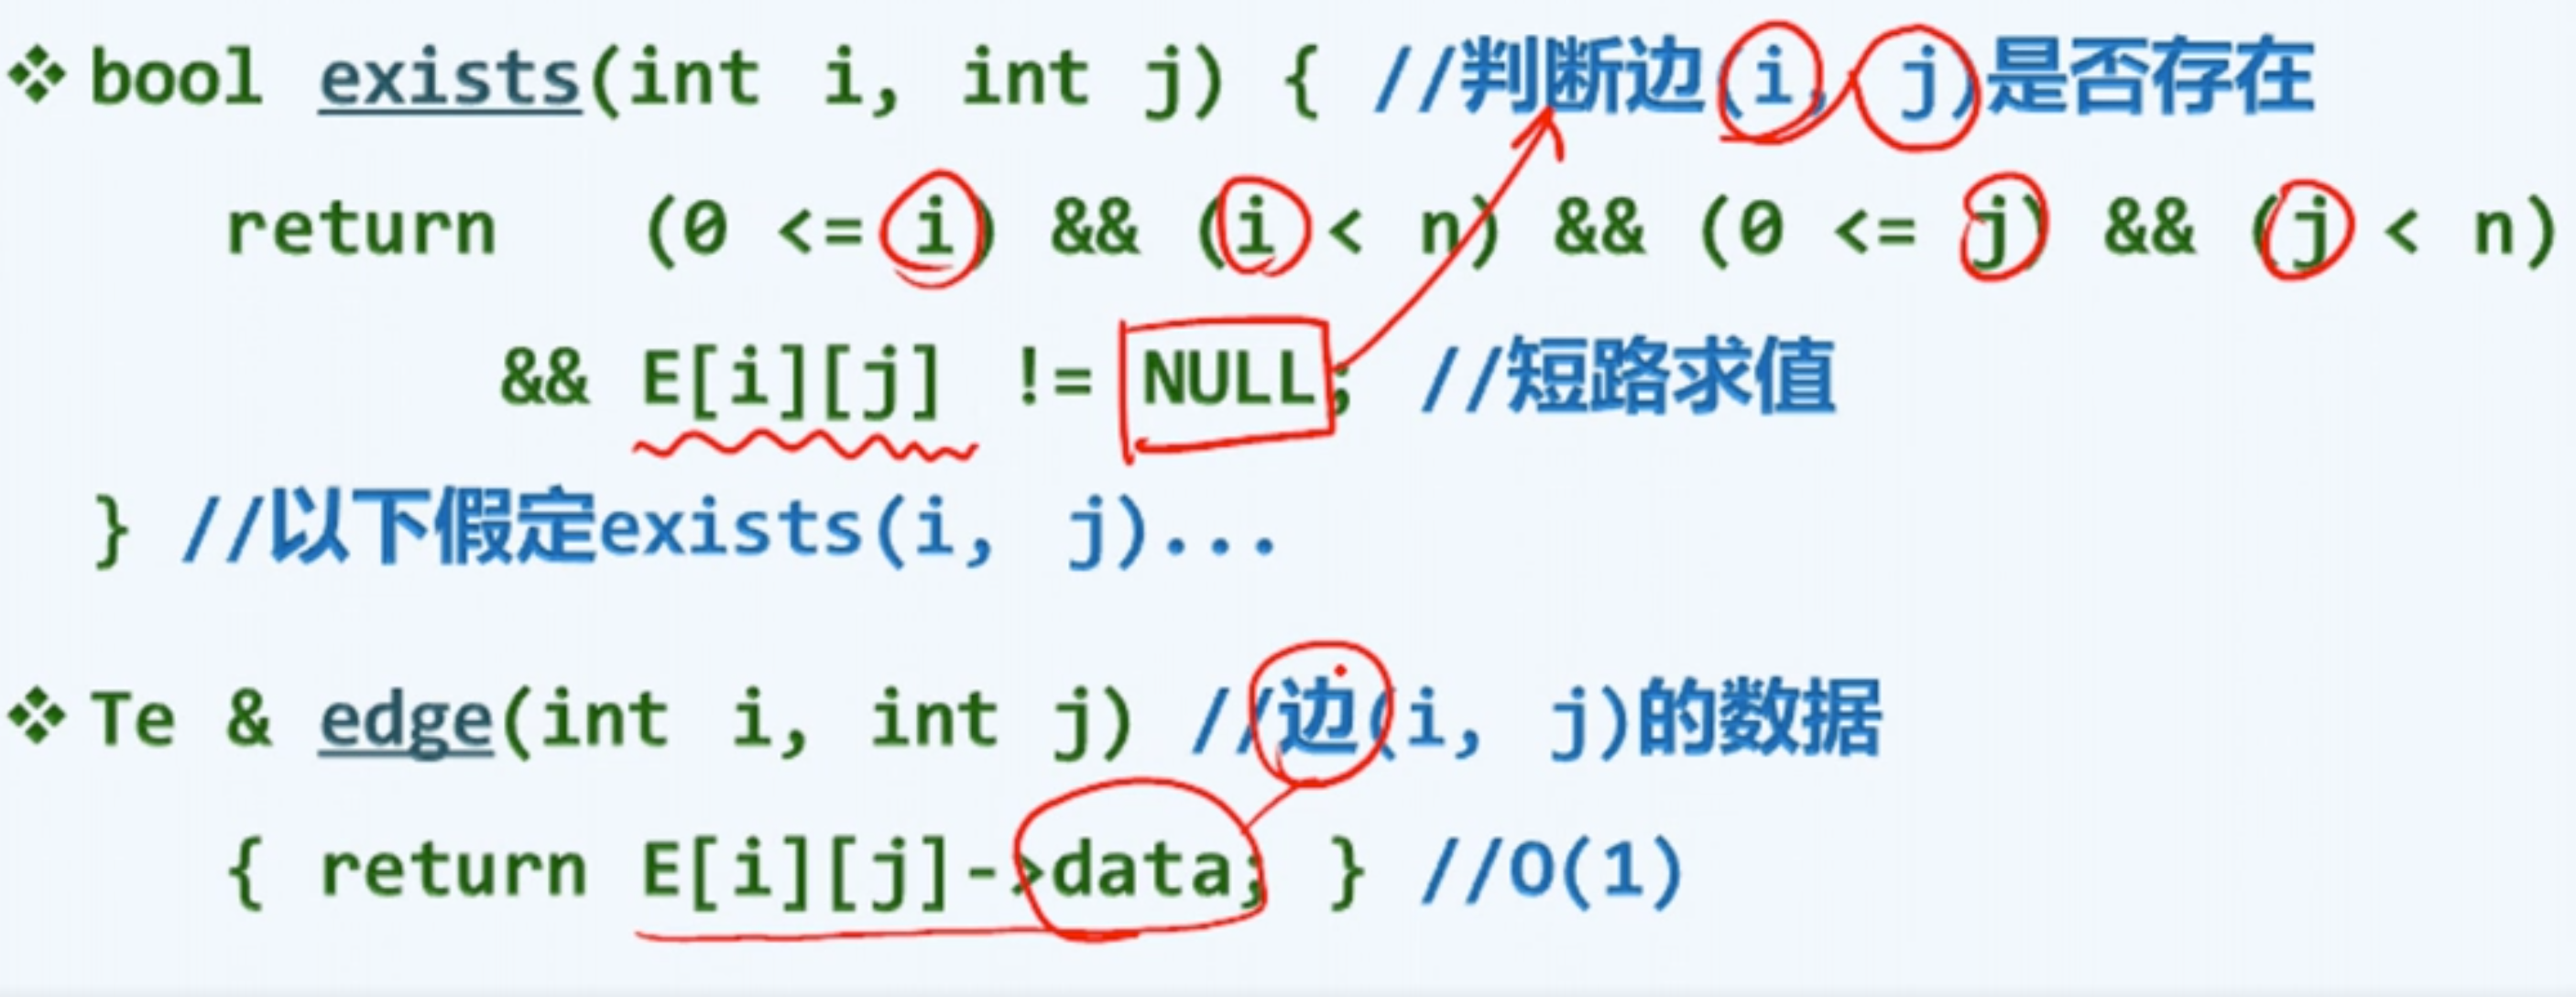 ❖ bool exists(int i, int j) { //判断边(i, j)是否存在
return (0 <= i) && (i < n) && (0 <= j) && (j < n)
&& E[i][j] != NULL; //短路求值
} //以下假定exists(i, j)...
❖ Te & edge(int i, int j) //边(i, j)的数据
{ return E[i][j]->data; } //O(1)